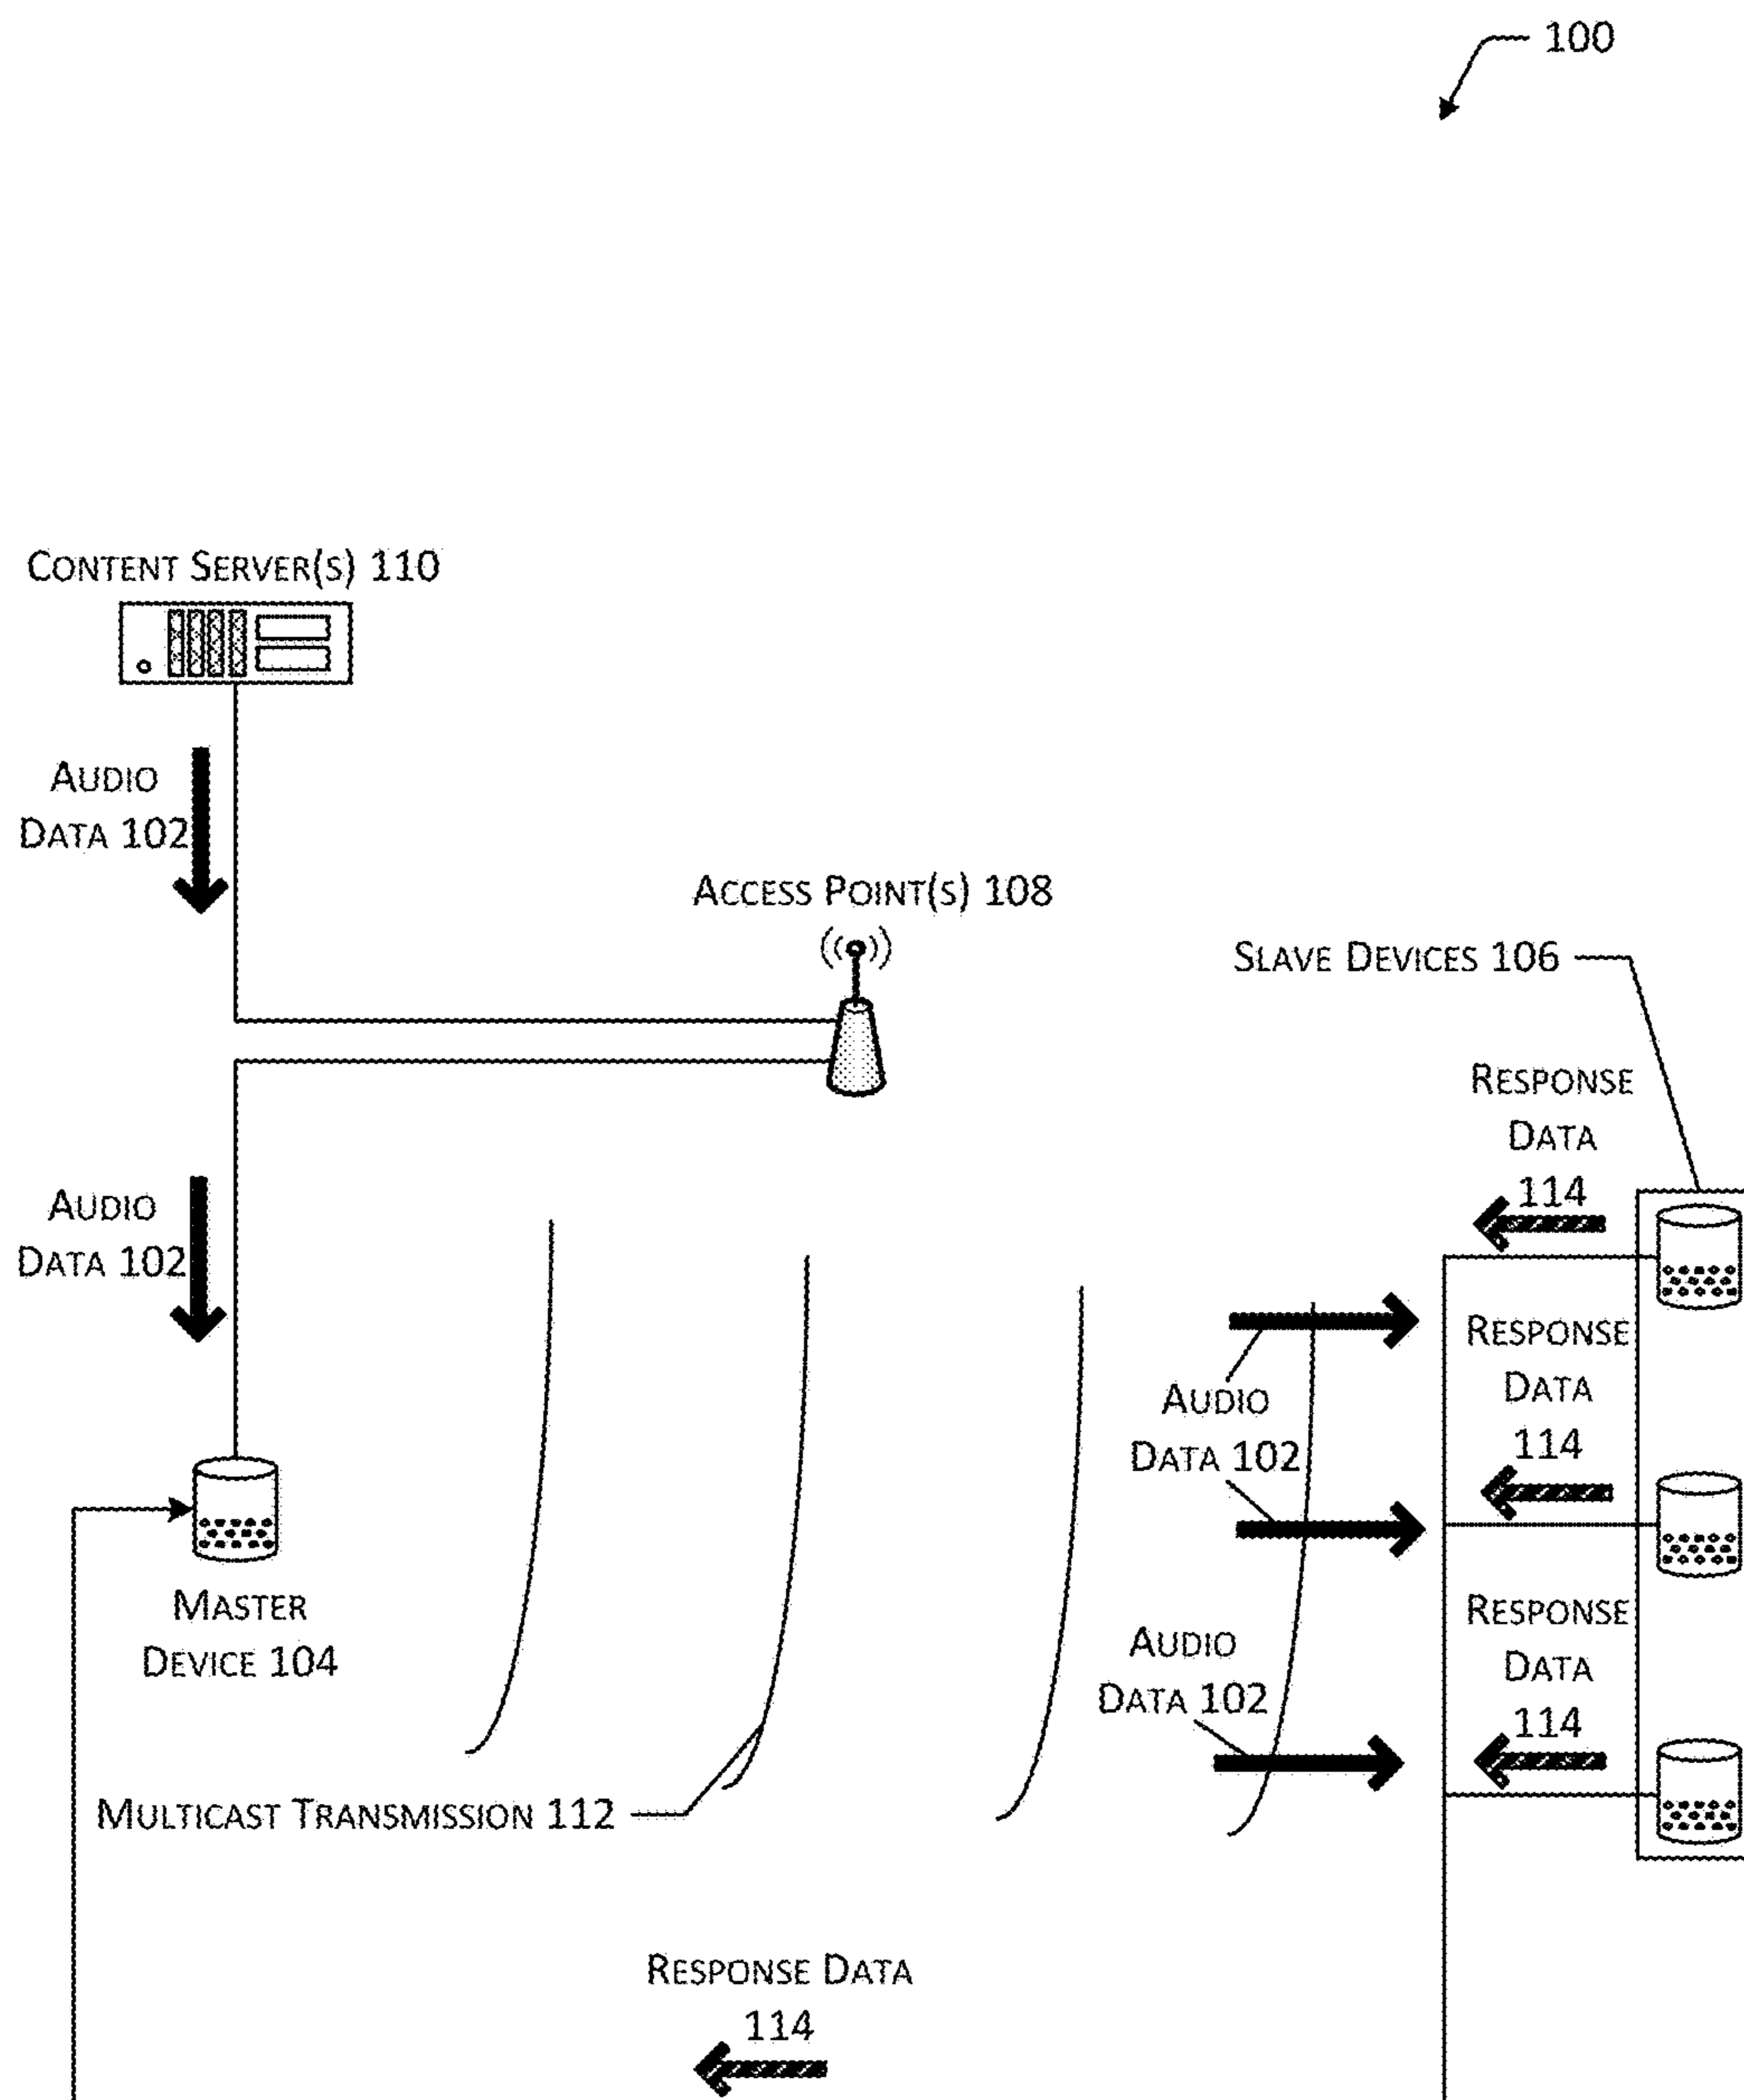 100
CONTENT SERVER(S) 110
AUDIO
DATA 102
ACCESS POINT(S) 108
SLAVE DEVICES 106
RESPONSE
DATA
114
AUDIO
DATA 102
RESPONSE
DATA
114
AUDIO
DATA 102
MASTER
DEVICE 104
RESPONSE
DATA
114
AUDIO
DATA 102
MULTICAST TRANSMISSION 112
RESPONSE DATA
114